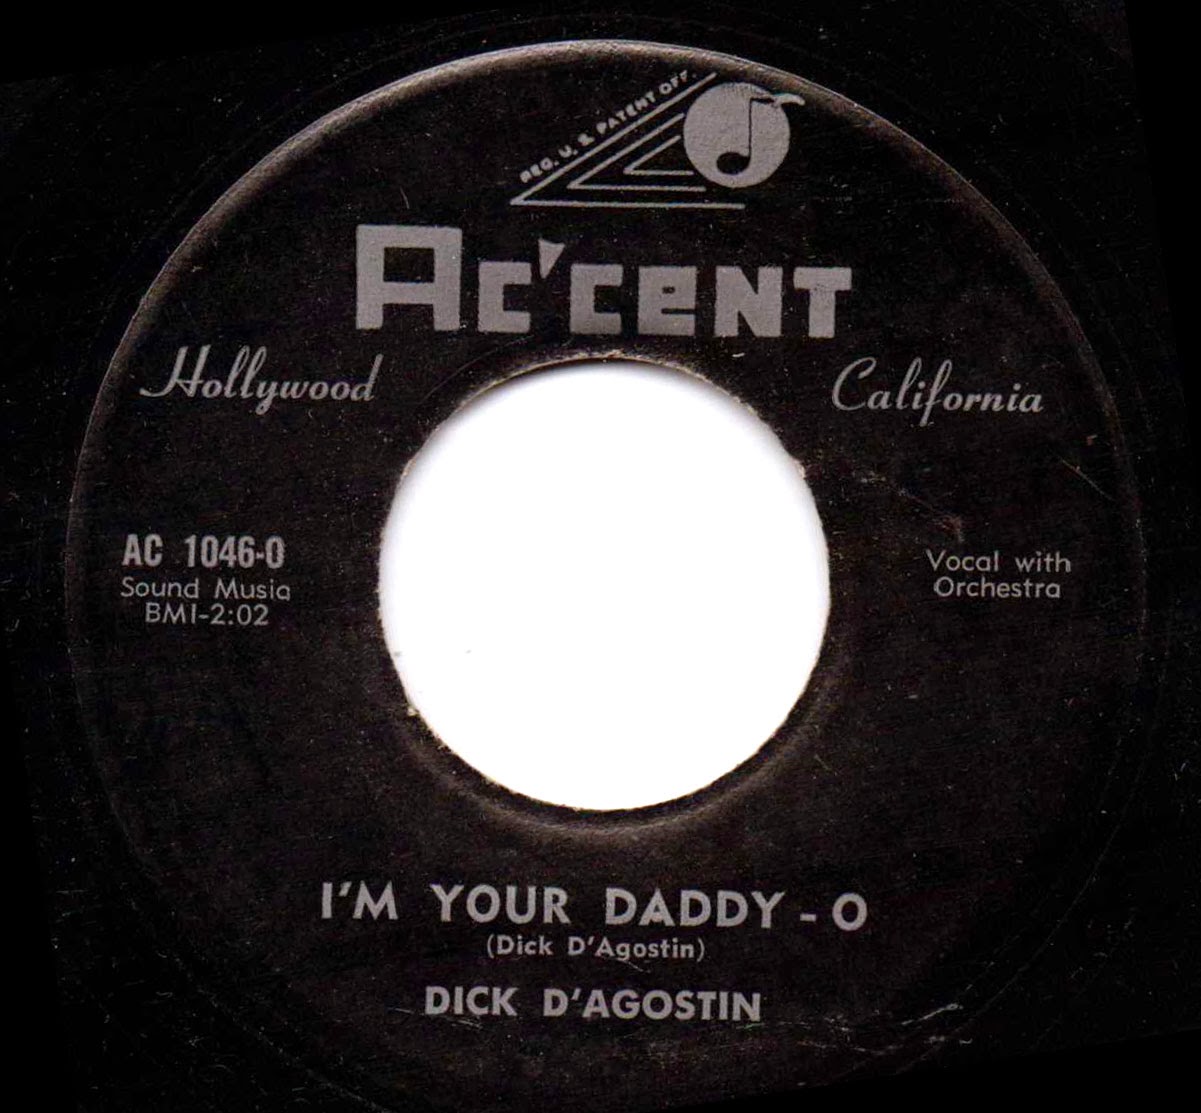 REG. U. S. PATENT OFF.
Ac'cent
Hollywood California
AC 1046-0
Sound Music
BMI-2:02
Vocal with
Orchestra
I'M YOUR DADDY - O
(Dick D'Agostin)
DICK D'AGOSTIN